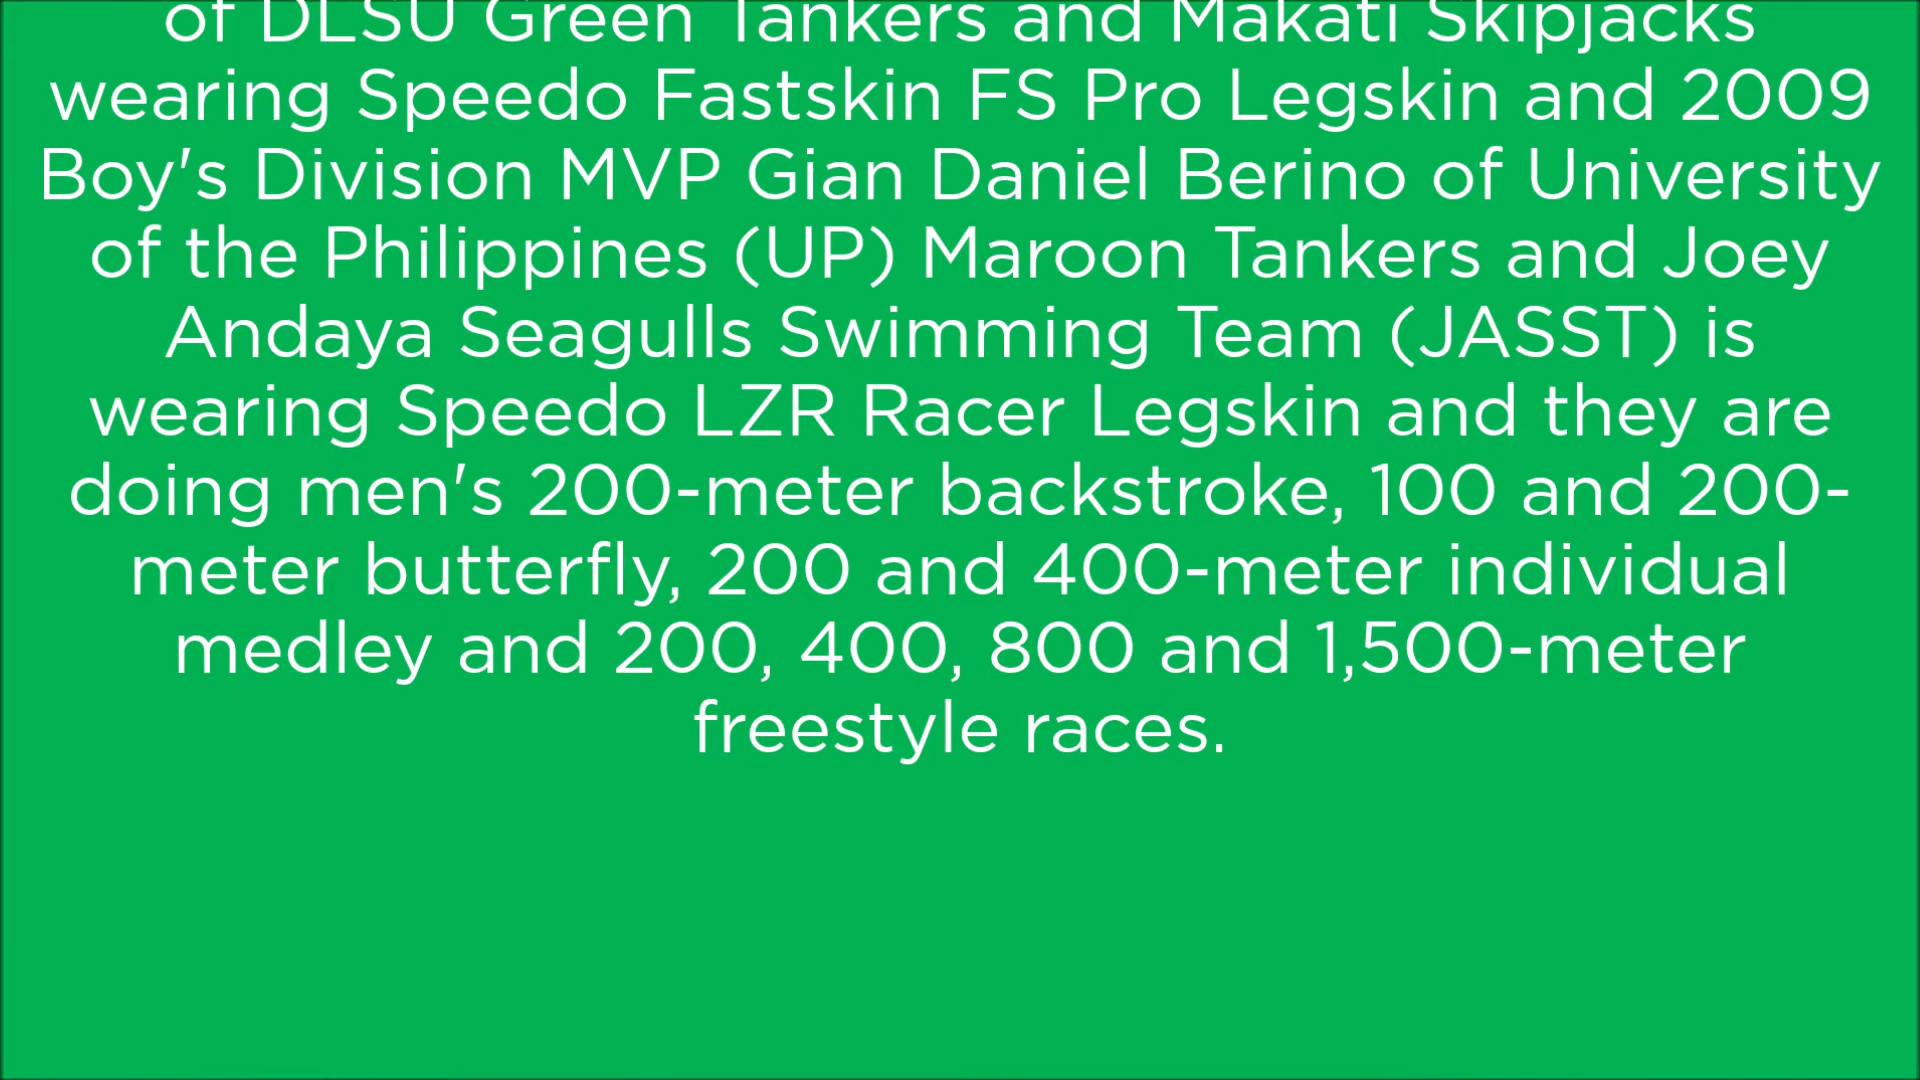 of DLSU Green Tankers and Makati Skipjacks
wearing Speedo Fastskin FS Pro Legskin and 2009
Boy's Division MVP Gian Daniel Berino of University
of the Philippines (UP) Maroon Tankers and Joey
Andaya Seagulls Swimming Team (JASST) is
wearing Speedo LZR Racer Legskin and they are
doing men's 200-meter backstroke, 100 and 200-
meter butterfly, 200 and 400-meter individual
medley and 200, 400, 800 and 1,500-meter
freestyle races.